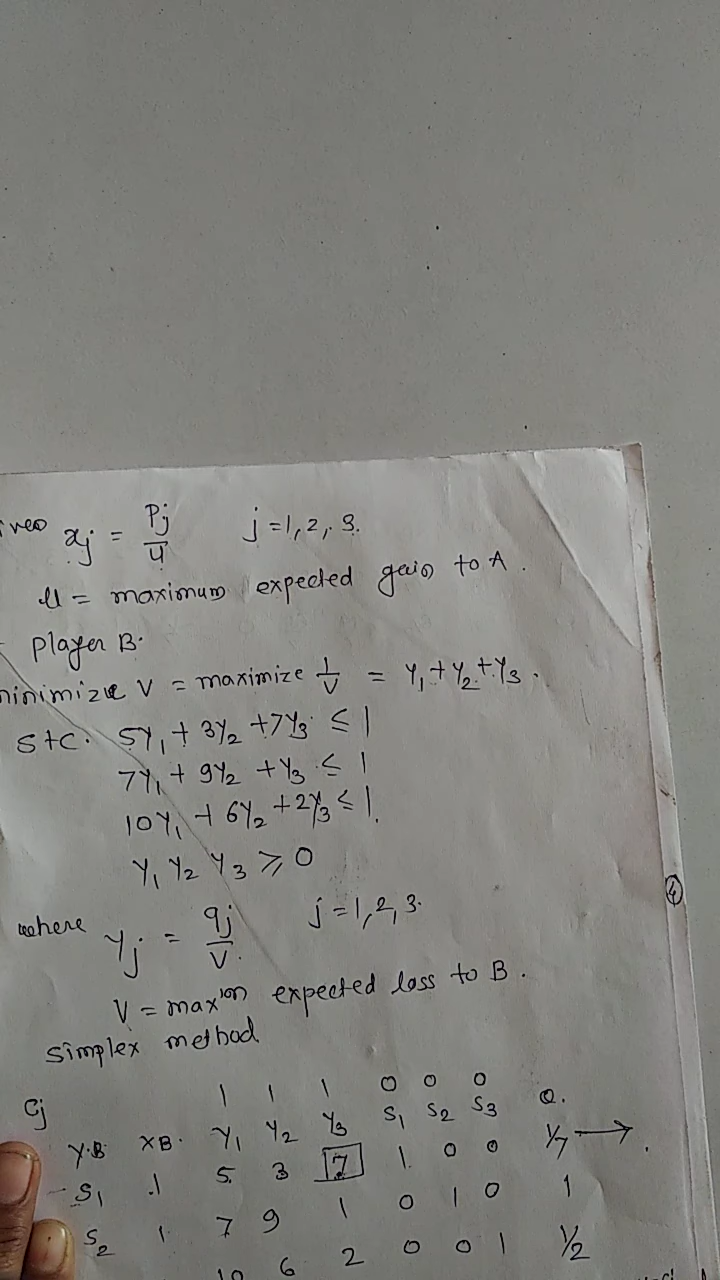 xj = Pj/u j = 1, 2, 3.
u = maximum expected gain to A.
player B.
minimize V = maximize 1/V = Y1 + Y2 + Y3.
Stc. 5Y1 + 3Y2 + 7Y3 ≤ 1
7Y1 + 9Y2 + Y3 ≤ 1
10Y1 + 6Y2 + 2Y3 ≤ 1.
Y1 Y2 Y3 ≥ 0
④
where Yj = qj/V. j = 1, 2, 3.
V = max'on expected loss to B.
simplex method
Cj 1 1 1 0 0 0
Y.B XB. Y1 Y2 Y3 S1 S2 S3 Q.
S1 .1 5. 3 7 1. 0 0 1/7 →.
S2 1. 7 9 1 0 1 0 1
10 6 2 0 0 1 1/2